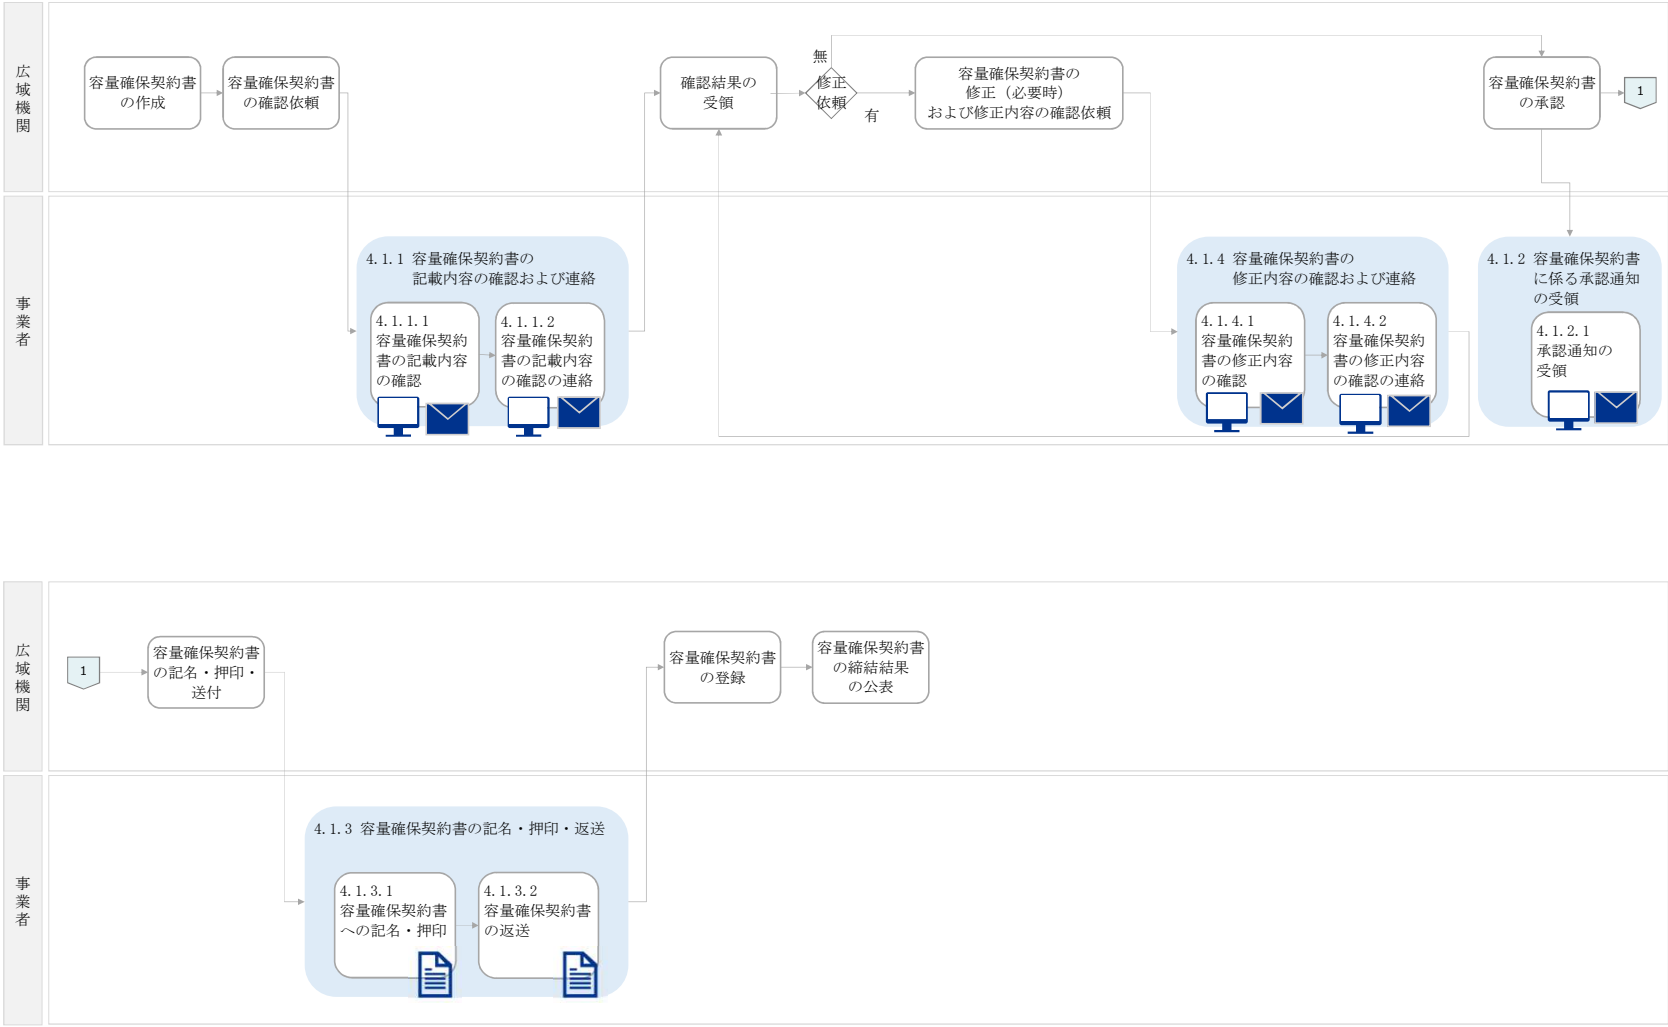 広域機関
容量確保契約書
の作成
容量確保契約書
の確認依頼
確認結果の
受領
無
修正
依頼
有
容量確保契約書の
修正（必要時）
および修正内容の確認依頼
容量確保契約書
の承認
1
事業者
4.1.1 容量確保契約書の
記載内容の確認および連絡
4.1.1.1
容量確保契約
書の記載内容
の確認
4.1.1.2
容量確保契約
書の記載内容
の確認の連絡
4.1.4 容量確保契約書の
修正内容の確認および連絡
4.1.4.1
容量確保契約
書の修正内容
の確認
4.1.4.2
容量確保契約
書の修正内容
の確認の連絡
4.1.2 容量確保契約書
に係る承認通知
の受領
4.1.2.1
承認通知の
受領
広域機関
1
容量確保契約書
の記名・押印・
送付
容量確保契約書
の登録
容量確保契約書
の締結結果
の公表
事業者
4.1.3 容量確保契約書の記名・押印・返送
4.1.3.1
容量確保契約書
への記名・押印
4.1.3.2
容量確保契約書
の返送